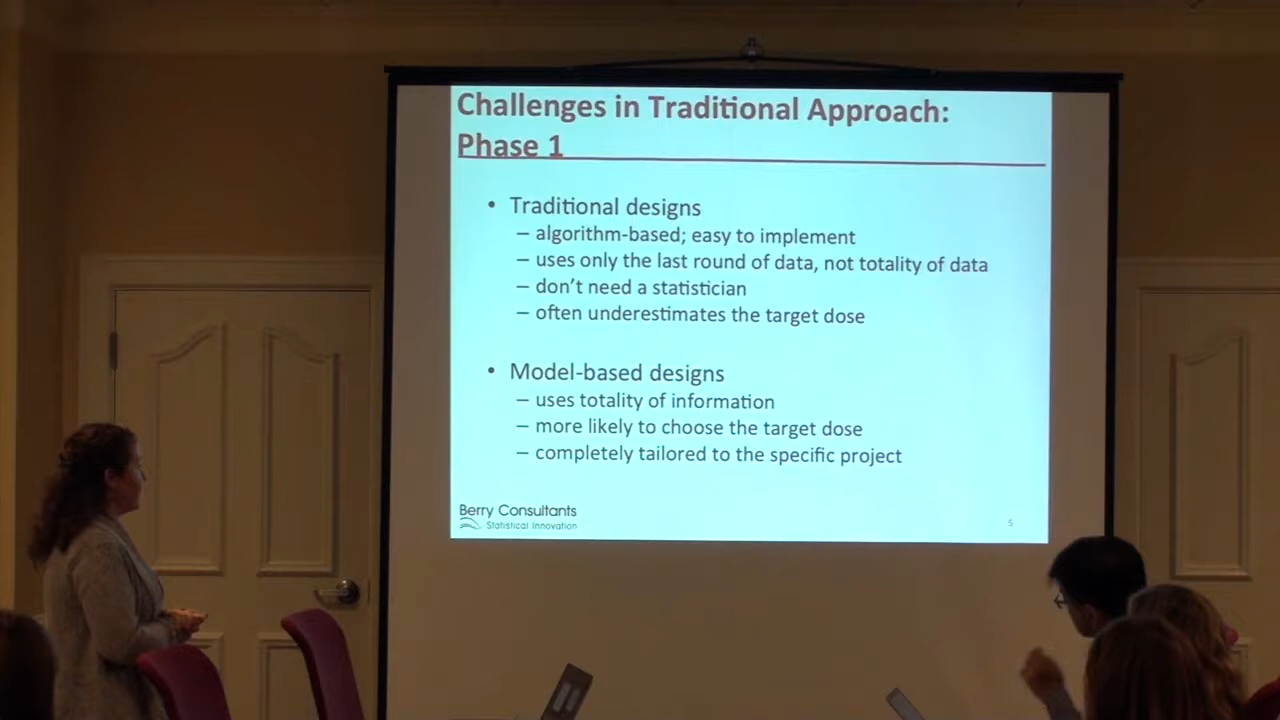 Challenges in Traditional Approach:
Phase 1
• Traditional designs
– algorithm-based; easy to implement
– uses only the last round of data, not totality of data
– don’t need a statistician
– often underestimates the target dose
• Model-based designs
– uses totality of information
– more likely to choose the target dose
– completely tailored to the specific project
Berry Consultants
Statistical Innovation
5